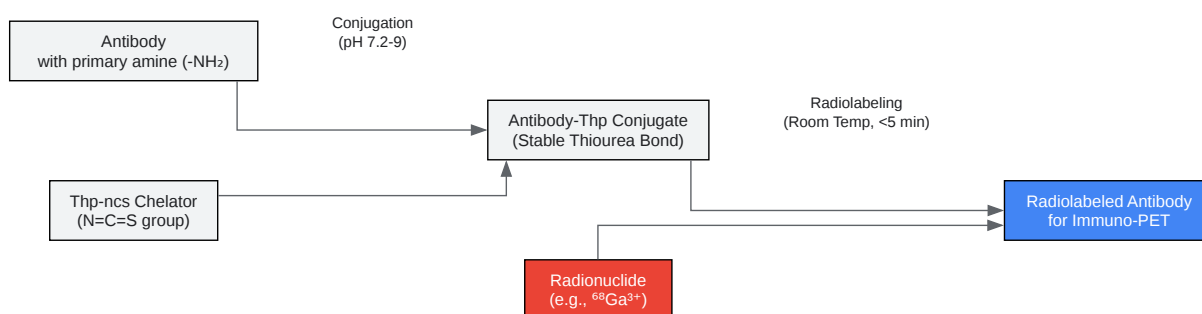 Antibody
with primary amine (-NH₂)
Conjugation
(pH 7.2-9)
Antibody-Thp Conjugate
(Stable Thiourea Bond)
Radiolabeling
(Room Temp, <5 min)
Thp-ncs Chelator
(N=C=S group)
Radiolabeled Antibody
for Immuno-PET
Radionuclide
(e.g., ⁶⁸Ga³⁺)